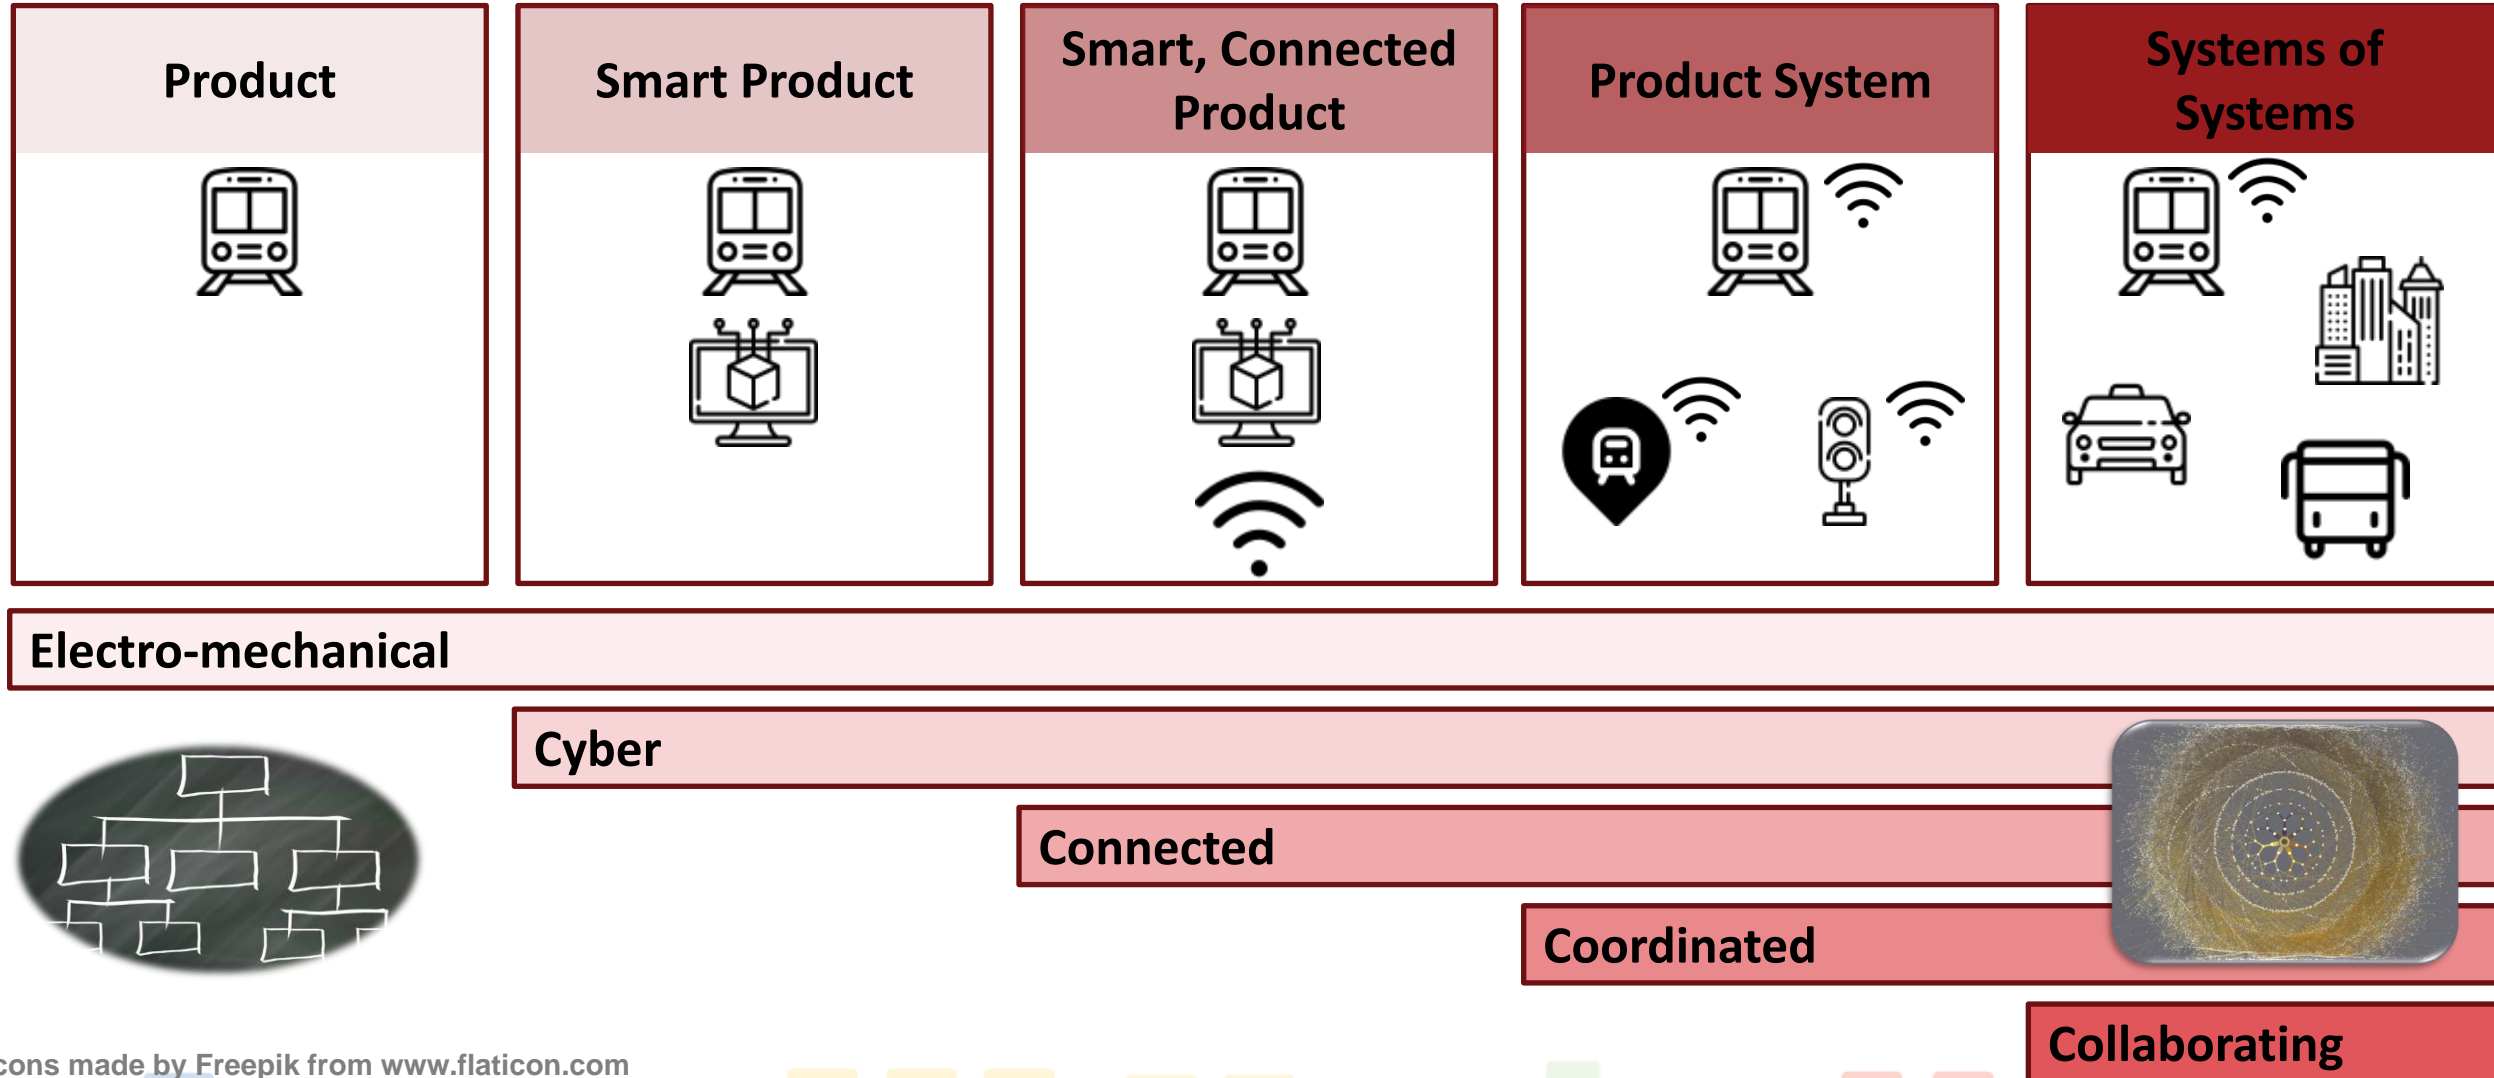 Product
Smart Product
Smart, Connected
Product
Product System
Systems of
Systems
Electro-mechanical
Cyber
Connected
Coordinated
Collaborating
made by Freepik from www.flaticon.com